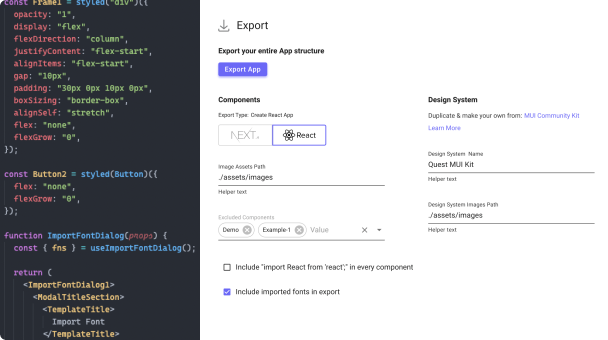 const Frame1 = styled("div")({
opacity: "1",
display: "flex",
flexDirection: "column",
justifyContent: "flex-start",
alignItems: "flex-start",
gap: "10px",
padding: "30px 0px 10px 0px",
boxSizing: "border-box",
alignSelf: "stretch",
flex: "none",
flexGrow: "0",
});
const Button2 = styled(Button)({
flex: "none",
flexGrow: "0",
});
function ImportFontDialog(props) {
const { fns } = useImportFontDialog();
return (
<ImportFontDialog1>
<ModalTitleSection>
<TemplateTitle>
Import Font
</TemplateTitle>
Export
Export your entire App structure
Export App
Components
Export Type: Create React App
NEXT.js
React
Image Assets Path
./assets/images
Helper text
Excluded Components
Demo
Example-1
Value
Include "import React from 'react';" in every component
Include imported fonts in export
Design System
Duplicate & make your own from: MUI Community Kit
Learn More
Design System Name
Quest MUI Kit
Helper text
Design System Images Path
./assets/images
Helper text